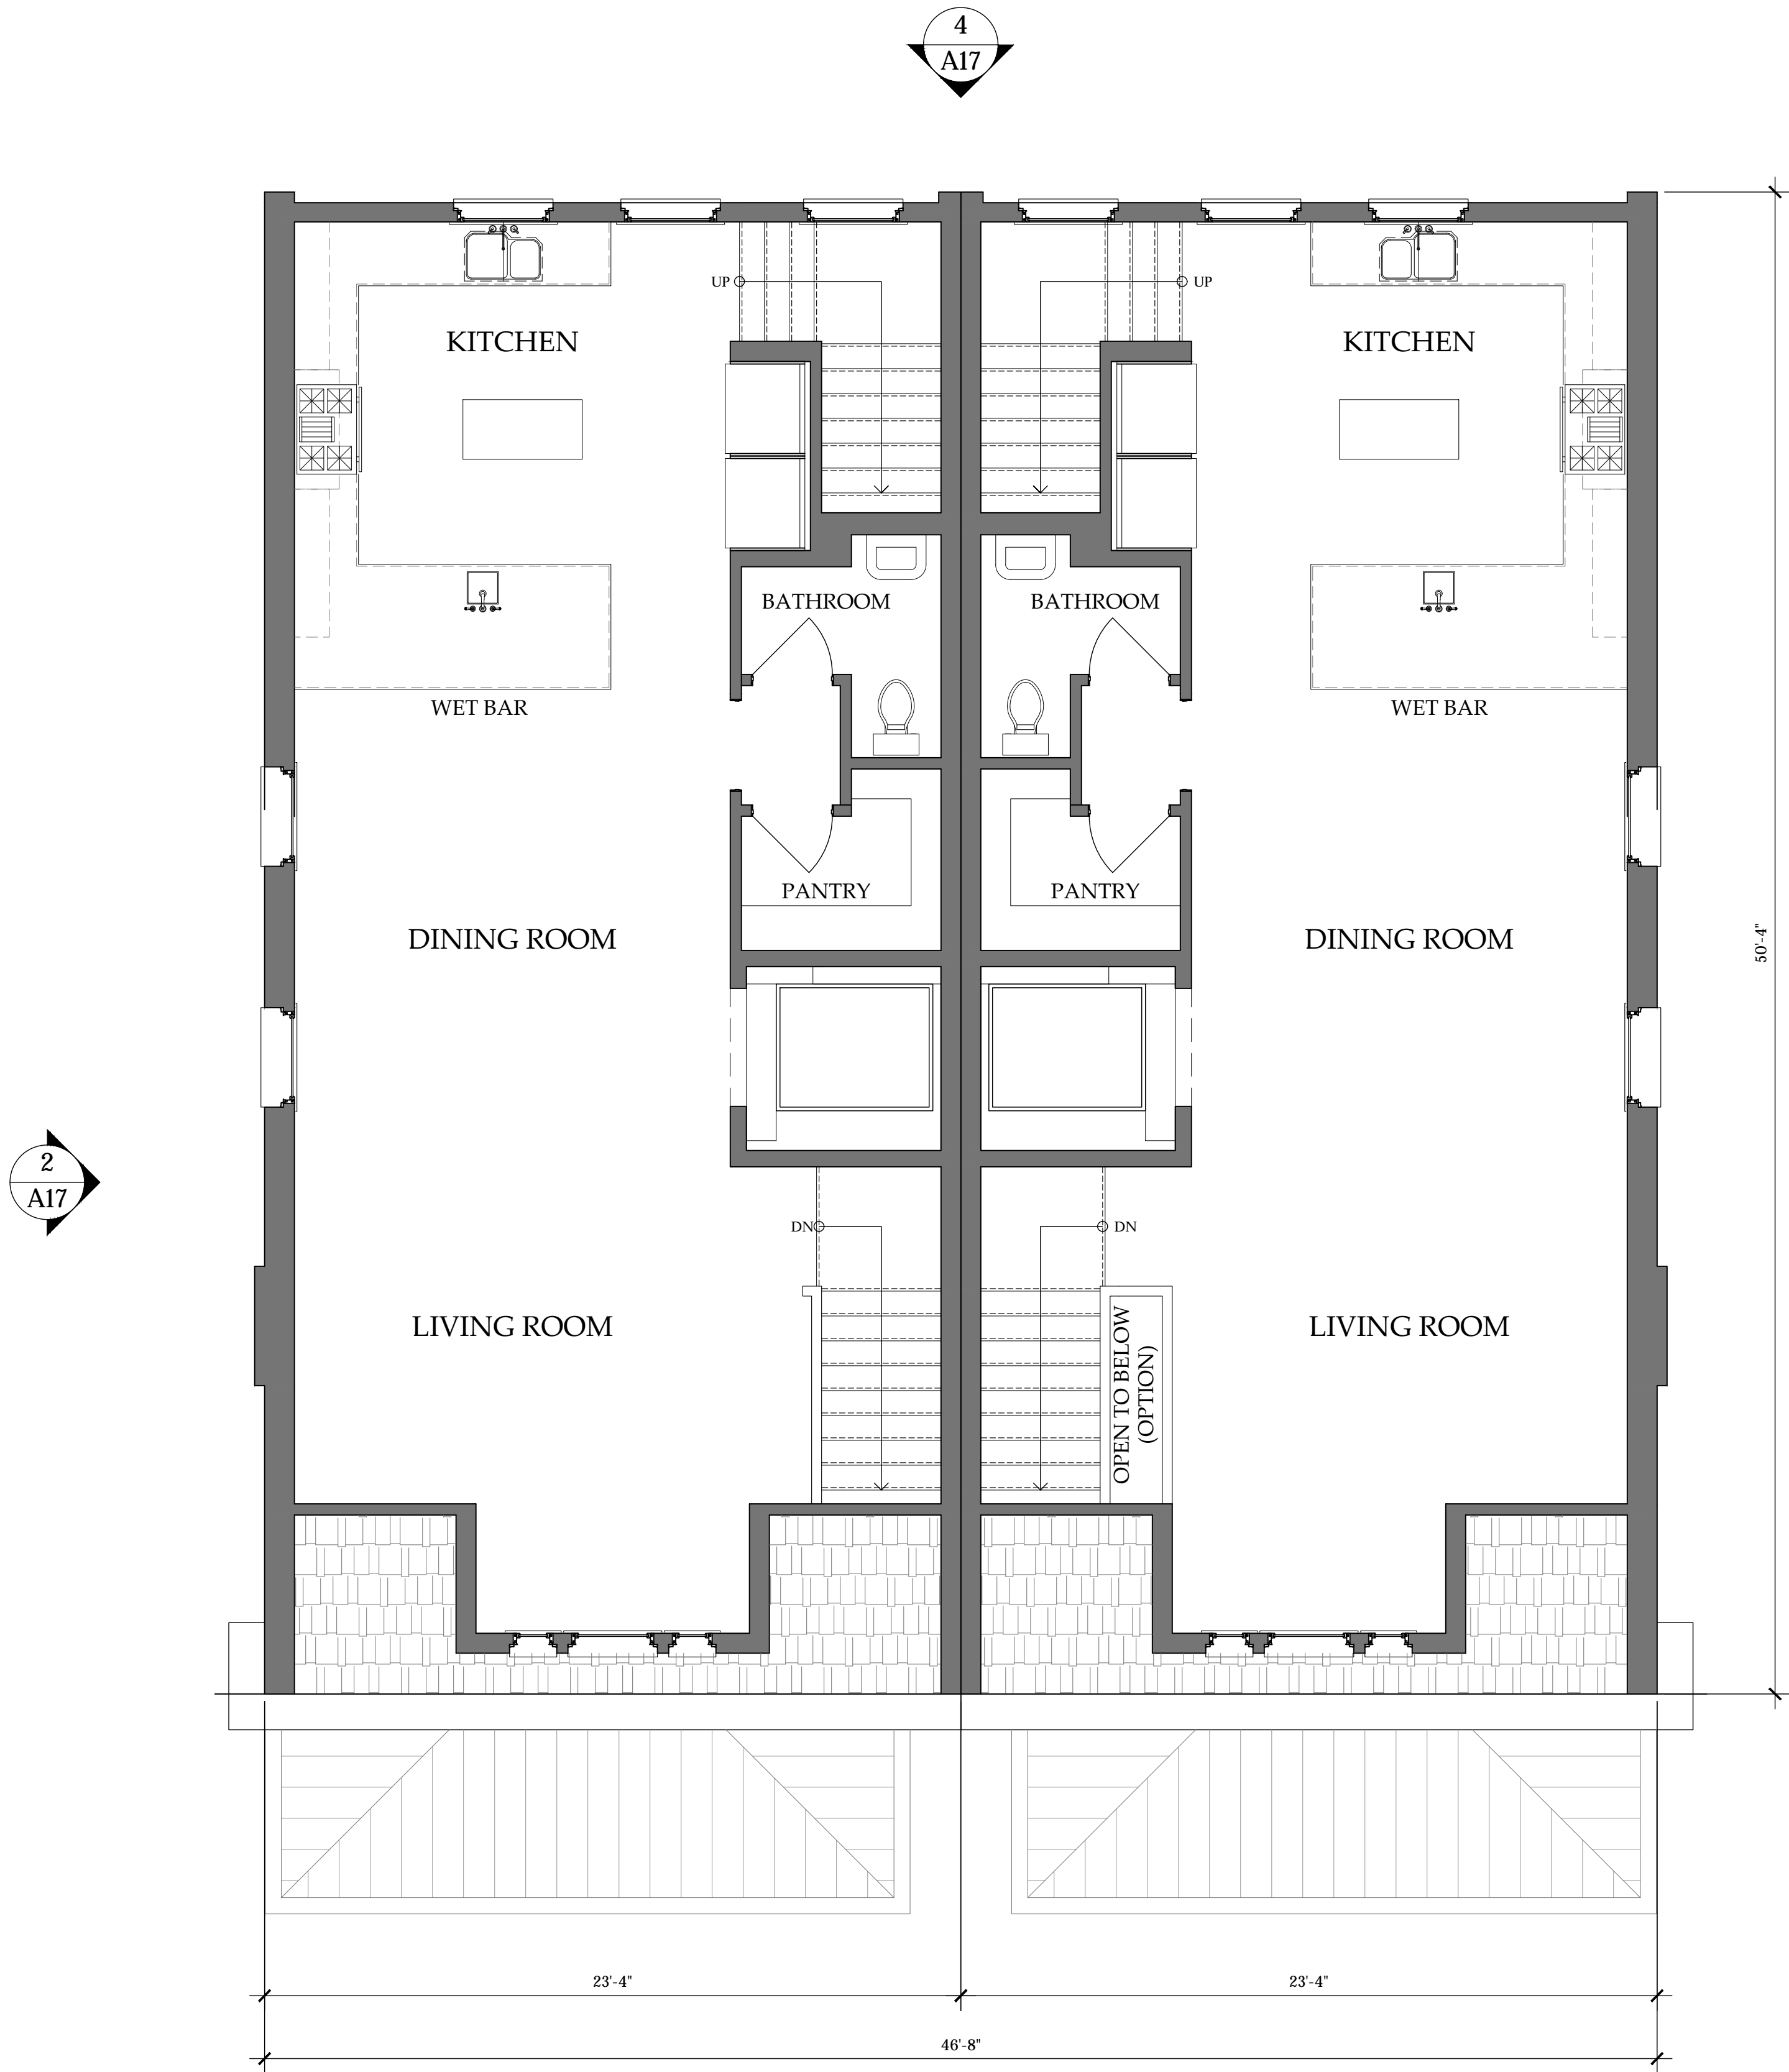 4
A17
UP
UP
KITCHEN
KITCHEN
BATHROOM
BATHROOM
WET BAR
WET BAR
PANTRY
PANTRY
DINING ROOM
DINING ROOM
50'-4"
2
A17
DN
DN
LIVING ROOM
LIVING ROOM
OPEN TO BELOW
(OPTION)
23'-4"
23'-4"
46'-8"